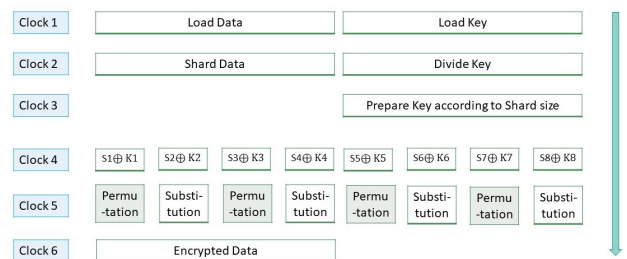 Clock 1 Load Data Load Key
Clock 2 Shard Data Divide Key
Clock 3 Prepare Key according to Shard size
Clock 4 S1⊕ K1 S2⊕ K2 S3⊕ K3 S4⊕ K4 S5⊕ K5 S6⊕ K6 S7⊕ K7 S8⊕ K8
Clock 5
Permu
-tation
Substi-
tution
Permu
-tation
Substi-
tution
Permu
-tation
Substi-
tution
Permu
-tation
Substi-
tution
Clock 6 Encrypted Data